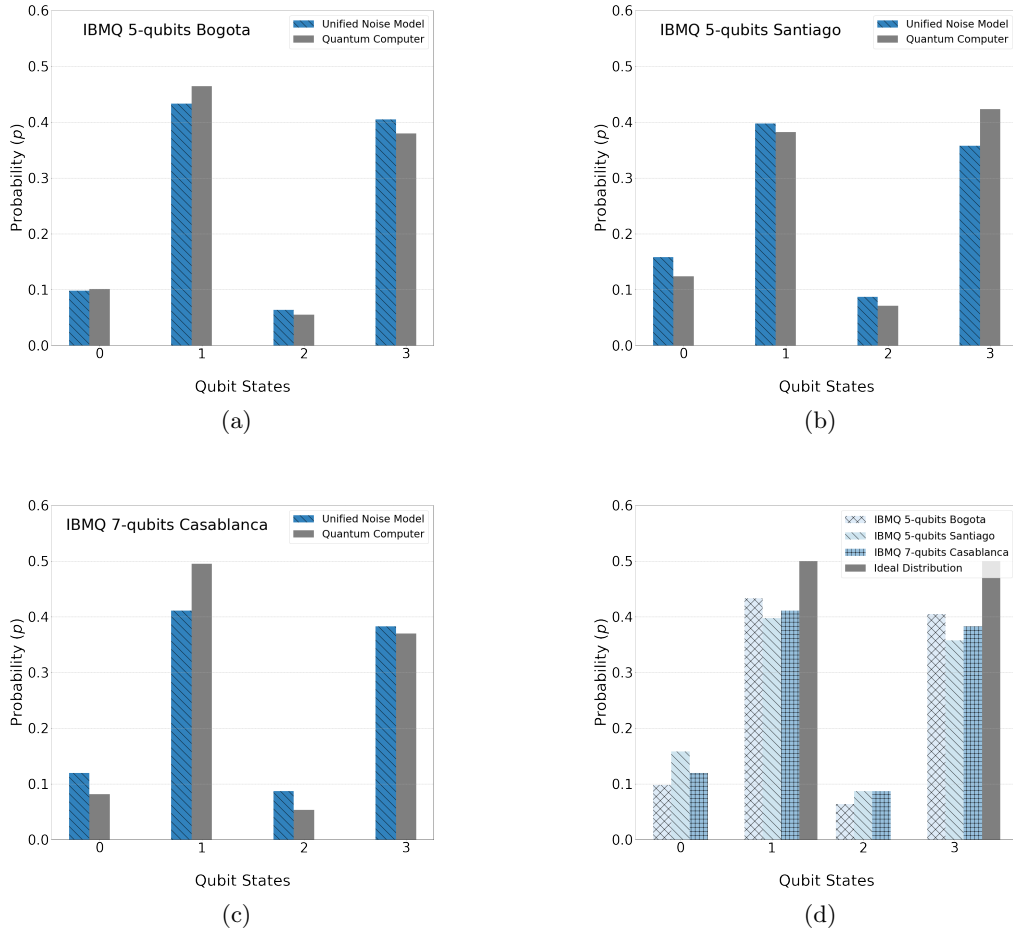 IBMQ 5-qubits Bogota
Unified Noise Model
Quantum Computer
Probability (p)
0.6
0.5
0.4
0.3
0.2
0.1
0.0
0 1 2 3
Qubit States
(a)
IBMQ 5-qubits Santiago
Unified Noise Model
Quantum Computer
Probability (p)
0.6
0.5
0.4
0.3
0.2
0.1
0.0
0 1 2 3
Qubit States
(b)
IBMQ 7-qubits Casablanca
Unified Noise Model
Quantum Computer
Probability (p)
0.6
0.5
0.4
0.3
0.2
0.1
0.0
0 1 2 3
Qubit States
(c)
IBMQ 5-qubits Bogota
IBMQ 5-qubits Santiago
IBMQ 7-qubits Casablanca
Ideal Distribution
Probability (p)
0.6
0.5
0.4
0.3
0.2
0.1
0.0
0 1 2 3
Qubit States
(d)